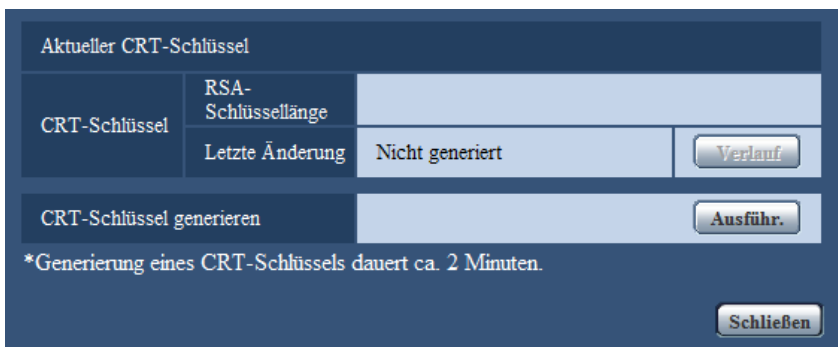 Aktueller CRT-Schlüssel
CRT-Schlüssel
RSA-
Schlüssellänge
Letzte Änderung
Nicht generiert
Verlauf
CRT-Schlüssel generieren
Ausführ.
*Generierung eines CRT-Schlüssels dauert ca. 2 Minuten.
Schließen